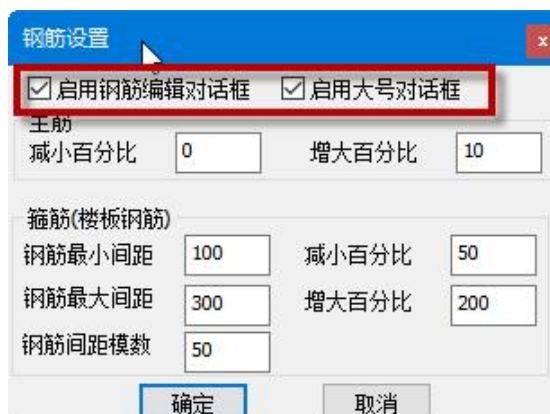 钢筋设置
启用钢筋编辑对话框 启用大号对话框
主筋
减小百分比 0 增大百分比 10
箍筋(楼板钢筋)
钢筋最小间距 100 减小百分比 50
钢筋最大间距 300 增大百分比 200
钢筋间距模数 50
确定 取消